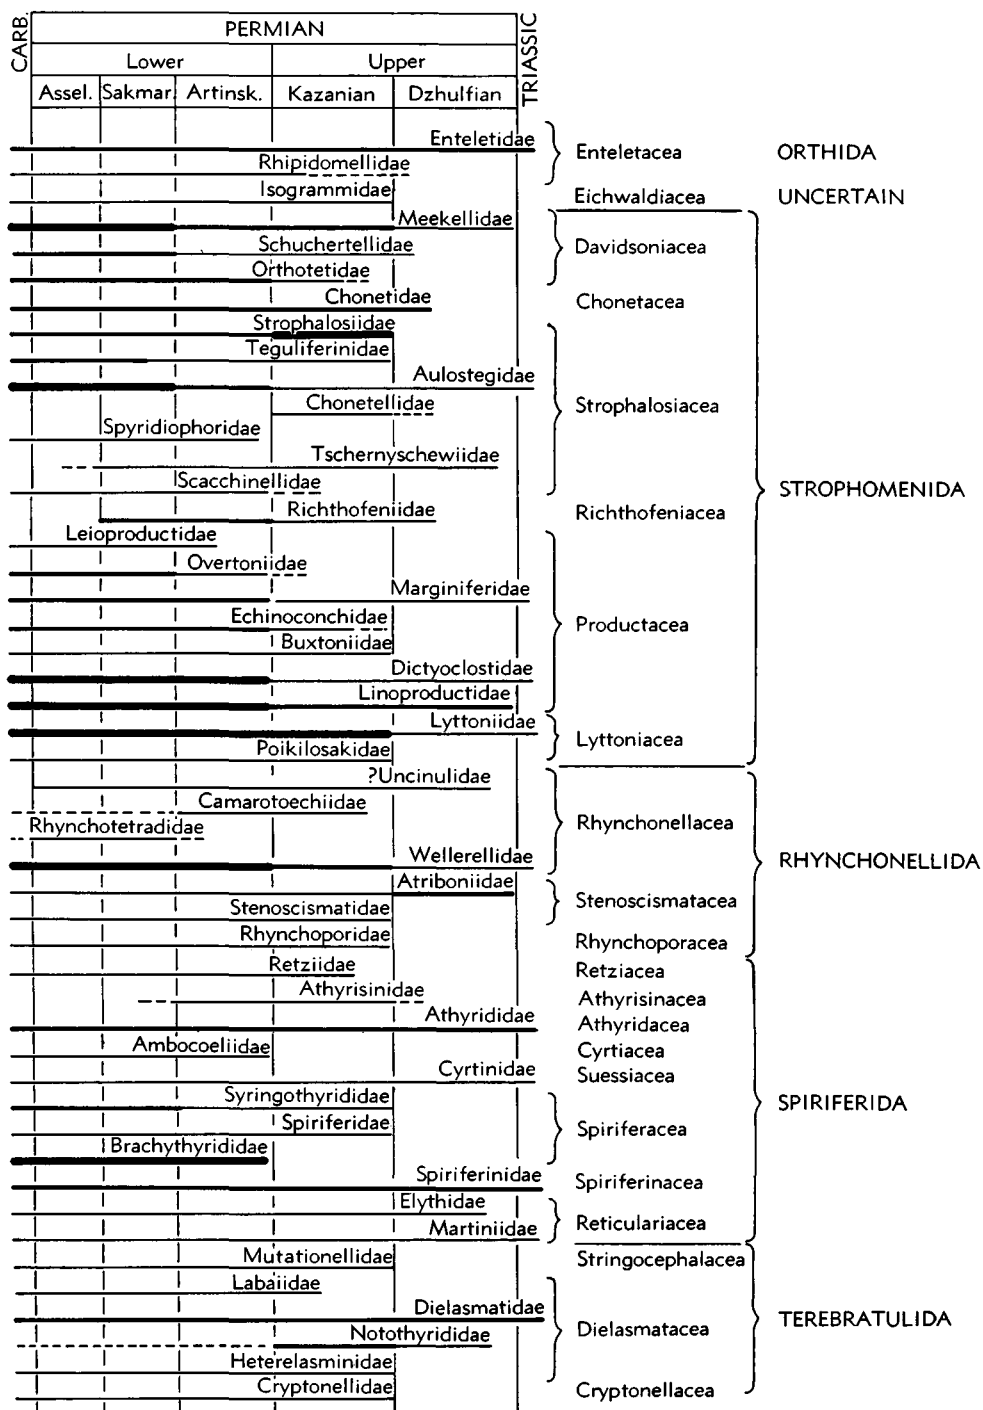 CARB.
PERMIAN
TRIASSIC
Lower Upper
Assel. Sakmar. Artinsk. Kazanian Dzhulfian
Enteletidae
Enteletacea ORTHIDA
Rhipidomellidae
Isogrammidae
Eichwaldiacea UNCERTAIN
Meekellidae
Schuchertellidae
Davidsoniacea
Orthotetidae
Chonetidae
Chonetacea
Strophalosiidae
Teguliferinidae
Aulostegidae
Chonetellidae
Strophalosiacea
Spyridiophoridae
Tschernyschewiidae
Scacchinellidae
STROPHOMENIDA
Richthofeniidae
Richthofeniacea
Leioproductidae
Overtoniidae
Marginiferidae
Echinoconchidae
Productacea
Buxtoniidae
Dictyoclostidae
Linoproductidae
Lyttoniidae
Lyttoniacea
Poikilosakidae
?Uncinulidae
Camarotoechiidae
Rhynchonellacea
Rhynchotetradidae
Wellerellidae
RHYNCHONELLIDA
Atriboniidae
Stenoscismatacea
Stenoscismatidae
Rhynchoporidae
Rhynchoporacea
Retziidae
Retziacea
Athyrisinidae
Athyrisinacea
Athyrididae
Athyridacea
Ambocoeliidae
Cyrtiacea
Cyrtinidae
Suessiacea
Syringothyrididae
SPIRIFERIDA
Spiriferidae
Spiriferacea
Brachythyrididae
Spiriferinidae
Spiriferinacea
Elythidae
Reticulariacea
Martiniidae
Mutationellidae
Stringocephalacea
Labaiidae
Dielasmatidae
TEREBRATULIDA
Notothyrididae
Dielasmatacea
Heterelasminidae
Cryptonellidae
Cryptonellacea